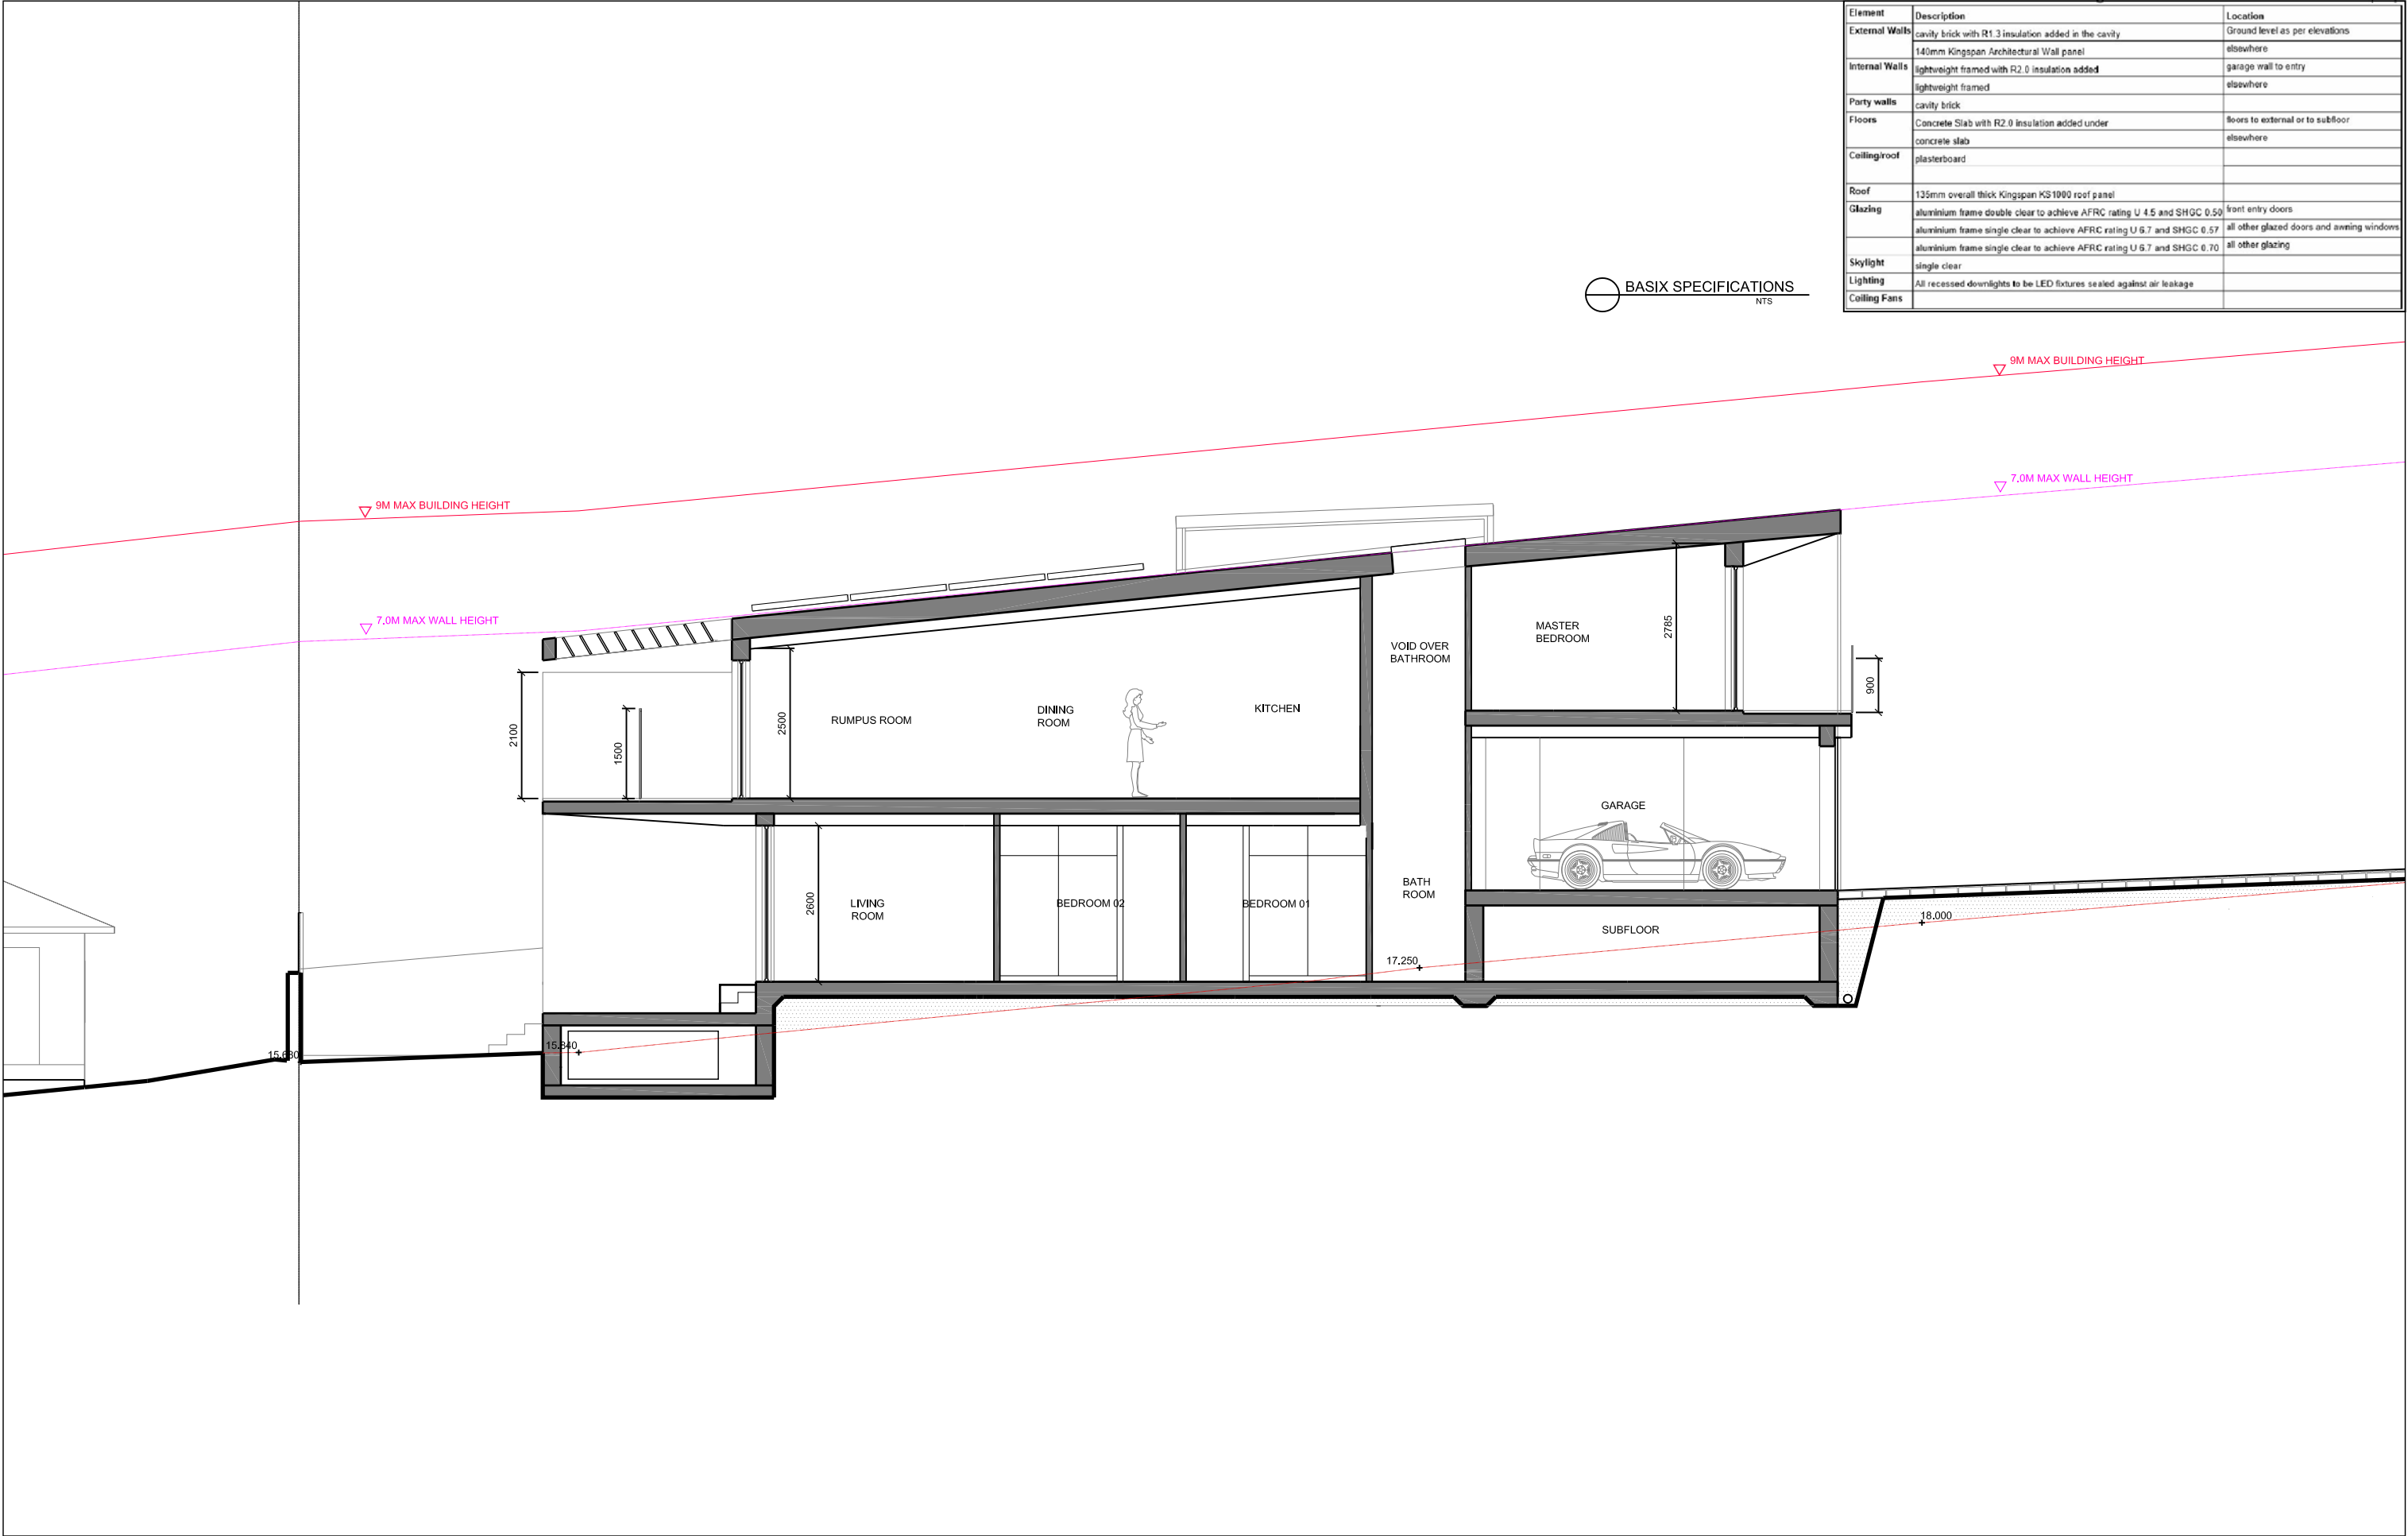 Element Description Location
External Walls cavity brick with R1.3 insulation added in the cavity Ground level as per elevations
140mm Kingspan Architectural Wall panel elsewhere
Internal Walls lightweight framed with R2.0 insulation added garage wall to entry
lightweight framed elsewhere
Party walls cavity brick
Floors Concrete Slab with R2.0 insulation added under floors to external or to subfloor
concrete slab elsewhere
Ceiling/roof plasterboard
Roof 135mm overall thick Kingspan KS1000 roof panel
Glazing aluminium frame double clear to achieve AFRC rating U 4.5 and SHGC 0.50 front entry doors
aluminium frame single clear to achieve AFRC rating U 6.7 and SHGC 0.57 all other glazed doors and awning windows
aluminium frame single clear to achieve AFRC rating U 6.7 and SHGC 0.70 all other glazing
Skylight single clear
Lighting All recessed downlights to be LED fixtures sealed against air leakage
Ceiling Fans
BASIX SPECIFICATIONS
NTS
9M MAX BUILDING HEIGHT
7.0M MAX WALL HEIGHT
9M MAX BUILDING HEIGHT
7.0M MAX WALL HEIGHT
MASTER
BEDROOM
2785
VOID OVER
BATHROOM
900
2100
1500
2500
RUMPUS ROOM
DINING
ROOM
KITCHEN
GARAGE
2600
LIVING
ROOM
BEDROOM 02
BEDROOM 01
BATH
ROOM
SUBFLOOR
18.000
17.250
15.840
15.680